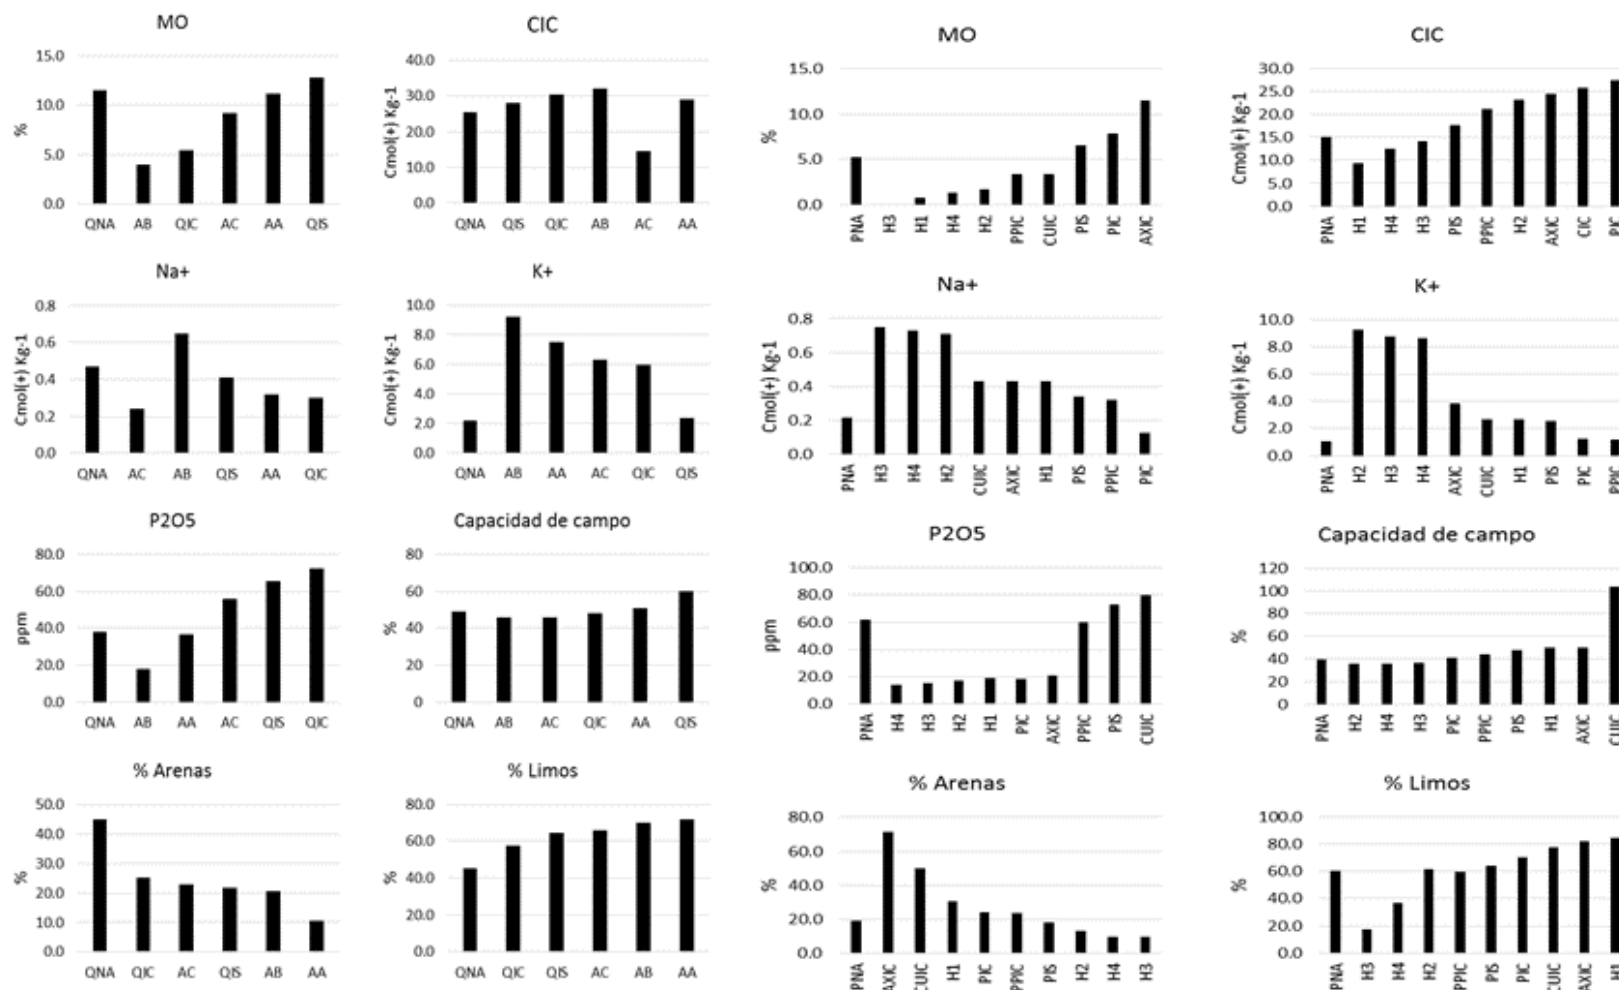 MO
15.0
10.0
5.0
0.0
%
QNA AB QIC AC AA QIS
CIC
40.0
30.0
20.0
10.0
0.0
Cmol(+) Kg-1
QNA QIS QIC AB AC AA
MO
15.0
10.0
5.0
0.0
%
PNA H3 H1 H4 H2 PPIC CUIC PIS PIC AXIC
CIC
30.0
25.0
20.0
15.0
10.0
5.0
0.0
Cmol(+) Kg-1
PNA H1 H4 H3 PIS PPIC H2 AXIC CIC PIC
Na+
0.8
0.6
0.4
0.2
0.0
Cmol(+) Kg-1
QNA AC AB QIS AA QIC
K+
10.0
8.0
6.0
4.0
2.0
0.0
Cmol(+) Kg-1
QNA AB AA AC QIC QIS
Na+
0.8
0.6
0.4
0.2
0.0
Cmol(+) Kg-1
PNA H3 H4 H2 CUIC AXIC H1 PIS PPIC PIC
K+
10.0
8.0
6.0
4.0
2.0
0.0
Cmol(+) Kg-1
PNA H2 H3 H4 AXIC CUIC H1 PIS PIC PPIC
P2O5
80.0
60.0
40.0
20.0
0.0
ppm
QNA AB AA AC QIS QIC
Capacidad de campo
80
60
40
20
0
%
QNA AB AC QIC AA QIS
P2O5
100.0
80.0
60.0
40.0
20.0
0.0
ppm
PNA H4 H3 H2 H1 PIC AXIC PPIC PIS CUIC
Capacidad de campo
120
100
80
60
40
20
0
%
PNA H2 H4 H3 PIC PPIC PIS H1 AXIC CUIC
% Arenas
50.0
40.0
30.0
20.0
10.0
0.0
%
QNA QIC AC QIS AB AA
% Limos
80.0
60.0
40.0
20.0
0.0
%
QNA QIC QIS AC AB AA
% Arenas
80.0
60.0
40.0
20.0
0.0
%
PNA AXIC CUIC H1 PIC PPIC PIS H2 H4 H3
% Limos
100.0
80.0
60.0
40.0
20.0
0.0
%
PNA H3 H4 H2 PPIC PIS PIC CUIC AXIC H1